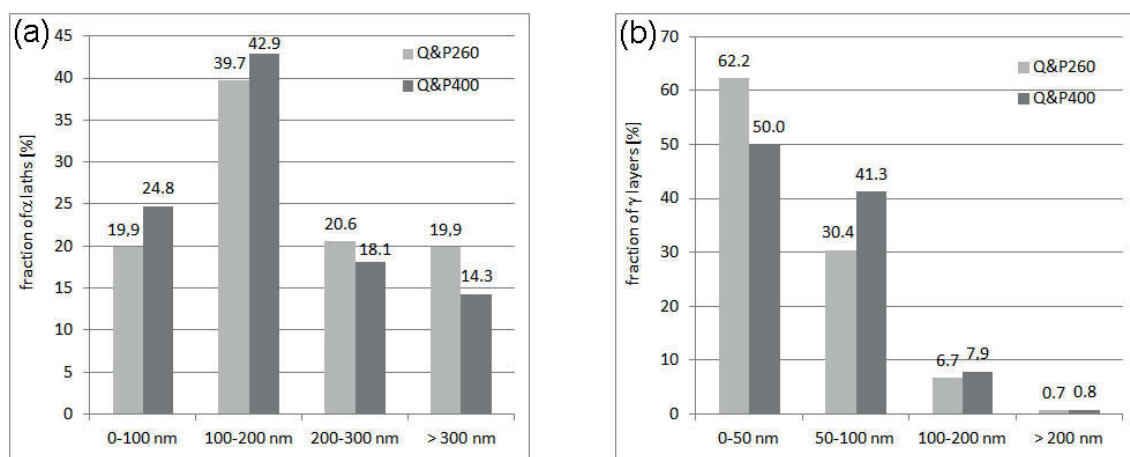 (a)
fraction of α laths [%]
45
40
35
30
25
20
15
10
5
0
Q&P260
Q&P400
19,9
24.8
39.7
42.9
20.6
18.1
19,9
14.3
0-100 nm
100-200 nm
200-300 nm
> 300 nm
(b)
fraction of γ layers [%]
70
60
50
40
30
20
10
0
Q&P260
Q&P400
62.2
50.0
30.4
41.3
6.7
7,9
0.7
0.8
0-50 nm
50-100 nm
100-200 nm
> 200 nm